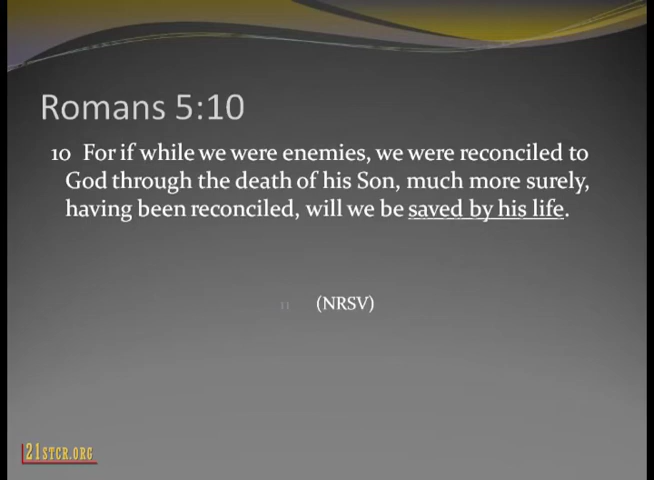 Romans 5:10
10 For if while we were enemies, we were reconciled to
God through the death of his Son, much more surely,
having been reconciled, will we be saved by his life.
11 (NRSV)
21STCR.ORG